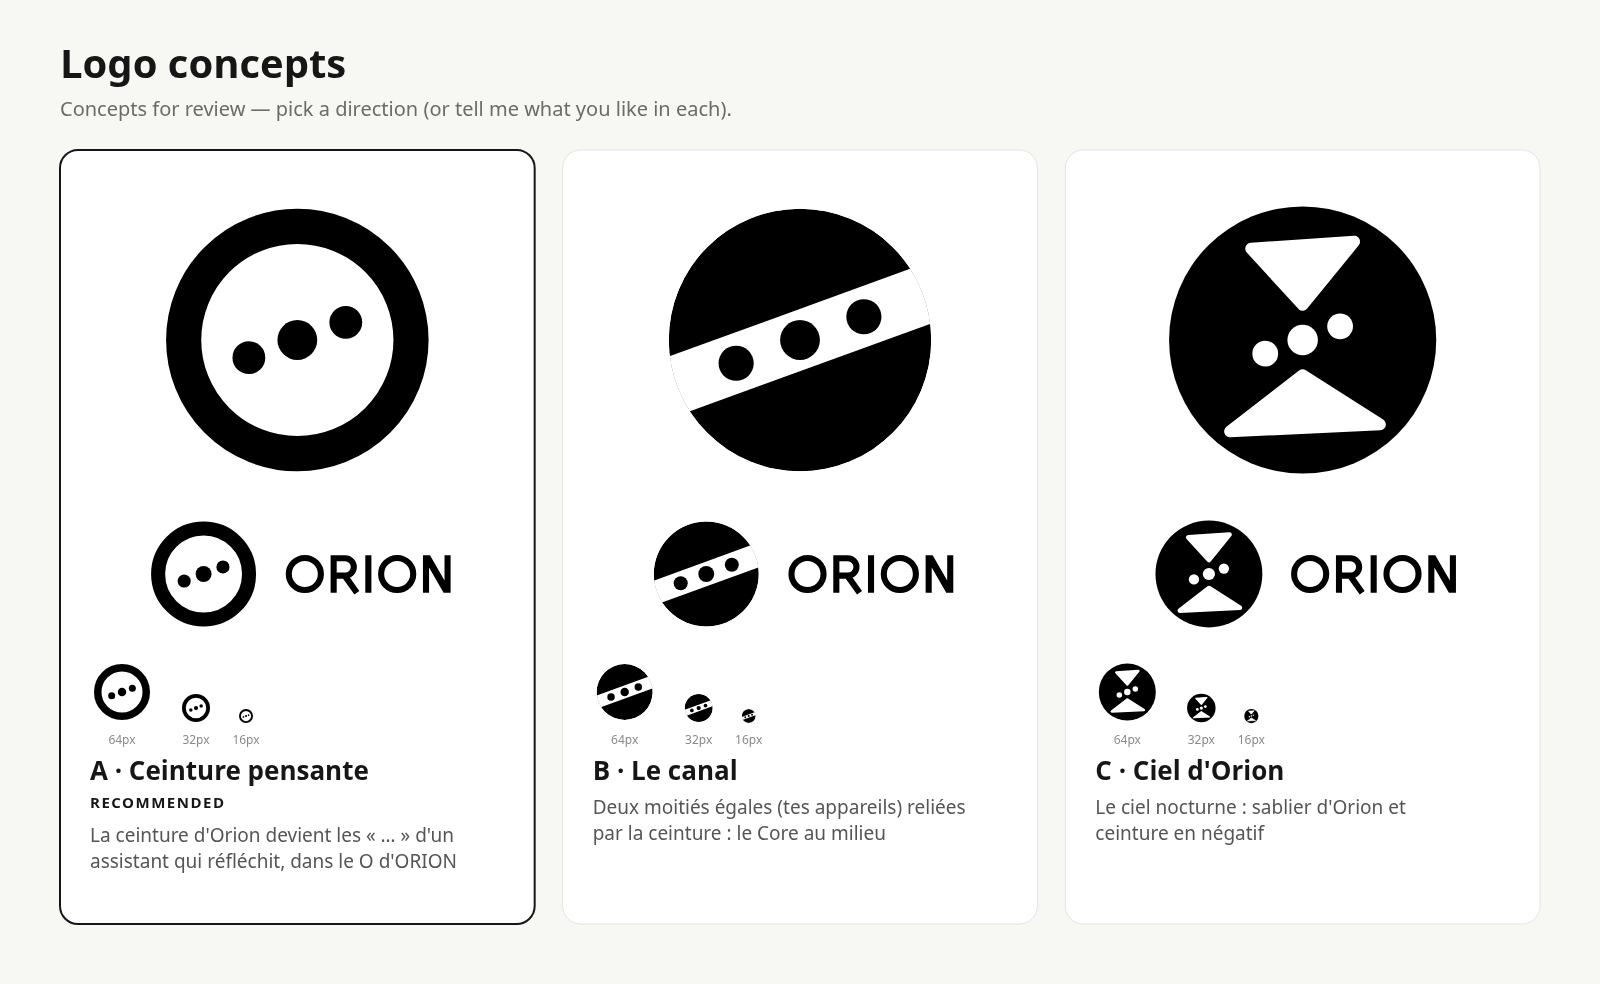 Logo concepts
Concepts for review — pick a direction (or tell me what you like in each).
ORION
64px 32px 16px
A · Ceinture pensante
RECOMMENDED
La ceinture d'Orion devient les « … » d'un
assistant qui réfléchit, dans le O d'ORION
ORION
64px 32px 16px
B · Le canal
Deux moitiés égales (tes appareils) reliées
par la ceinture : le Core au milieu
ORION
64px 32px 16px
C · Ciel d'Orion
Le ciel nocturne : sablier d'Orion et
ceinture en négatif